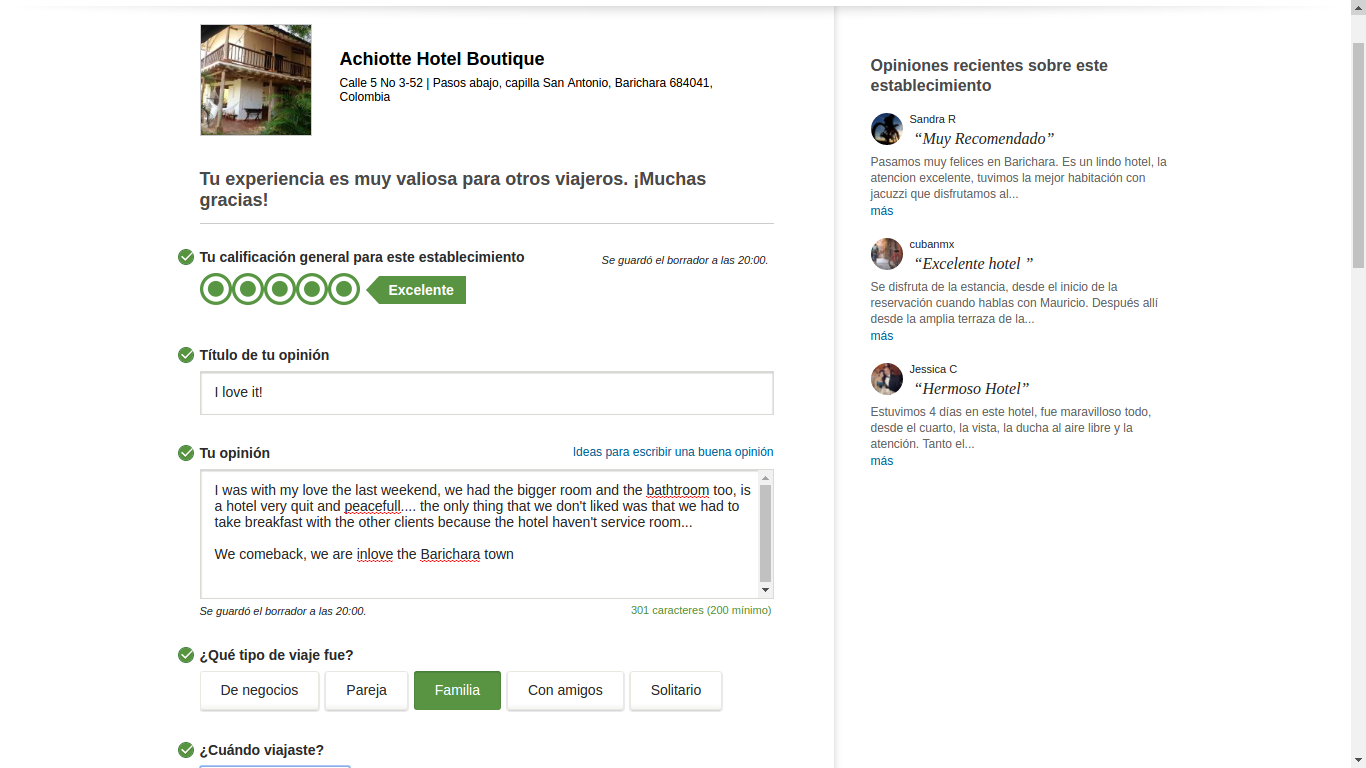 Achiotte Hotel Boutique
Calle 5 No 3-52 | Pasos abajo, capilla San Antonio, Barichara 684041,
Colombia
Tu experiencia es muy valiosa para otros viajeros. ¡Muchas
gracias!
Tu calificación general para este establecimiento
Se guardó el borrador a las 20:00.
Excelente
Título de tu opinión
I love it!
Tu opinión
Ideas para escribir una buena opinión
I was with my love the last weekend, we had the bigger room and the bathtroom too, is
a hotel very quit and peacefull.... the only thing that we don't liked was that we had to
take breakfast with the other clients because the hotel haven't service room...
We comeback, we are inlove the Barichara town
Se guardó el borrador a las 20:00.
301 caracteres (200 mínimo)
¿Qué tipo de viaje fue?
De negocios
Pareja
Familia
Con amigos
Solitario
¿Cuándo viajaste?
Opiniones recientes sobre este
establecimiento
Sandra R
“Muy Recomendado”
Pasamos muy felices en Barichara. Es un lindo hotel, la
atencion excelente, tuvimos la mejor habitación con
jacuzzi que disfrutamos al...
más
cubanmx
“Excelente hotel ”
Se disfruta de la estancia, desde el inicio de la
reservación cuando hablas con Mauricio. Después allí
desde la amplia terraza de la...
más
Jessica C
“Hermoso Hotel”
Estuvimos 4 días en este hotel, fue maravilloso todo,
desde el cuarto, la vista, la ducha al aire libre y la
atención. Tanto el...
más